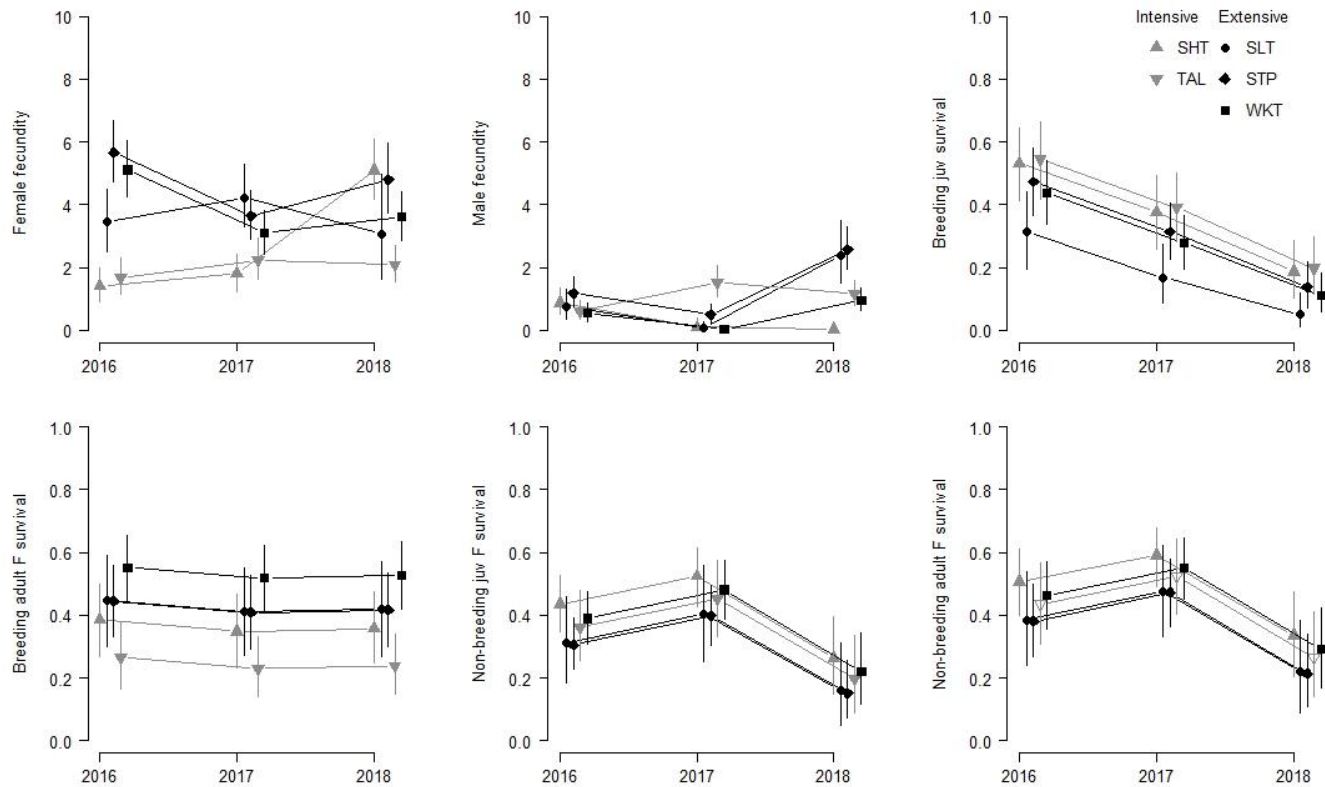 Female fecundity
10
8
6
4
2
0
2016 2017 2018
Male fecundity
10
8
6
4
2
0
2016 2017 2018
Breeding juv survival
1.0
0.8
0.6
0.4
0.2
0.0
2016 2017 2018
Intensive Extensive
SHT SLT
TAL STP
WKT
Breeding adult F survival
1.0
0.8
0.6
0.4
0.2
0.0
2016 2017 2018
Non-breeding juv F survival
1.0
0.8
0.6
0.4
0.2
0.0
2016 2017 2018
Non-breeding adult F survival
1.0
0.8
0.6
0.4
0.2
0.0
2016 2017 2018